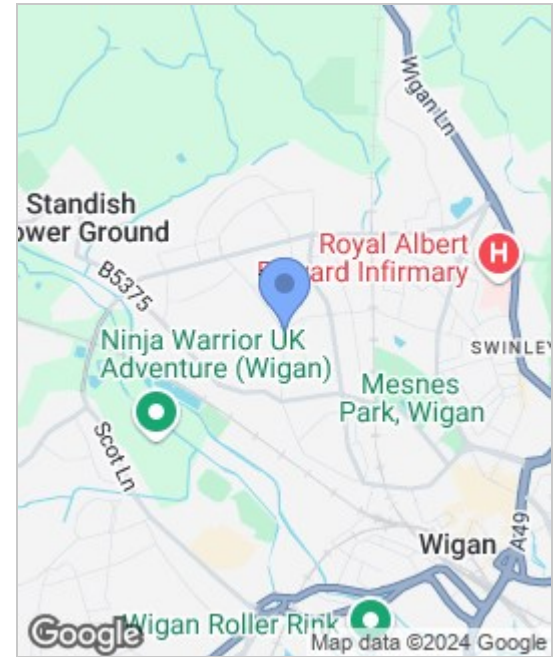 Wigan Ln
Standish
ower Ground
Royal Albert
Edward Infirmary
H
B5375
Ninja Warrior UK
Adventure (Wigan)
SWINLEY
Mesnes
Park, Wigan
Scot Ln
Wigan
A49
Wigan Roller Rink
Google
Map data ©2024 Google